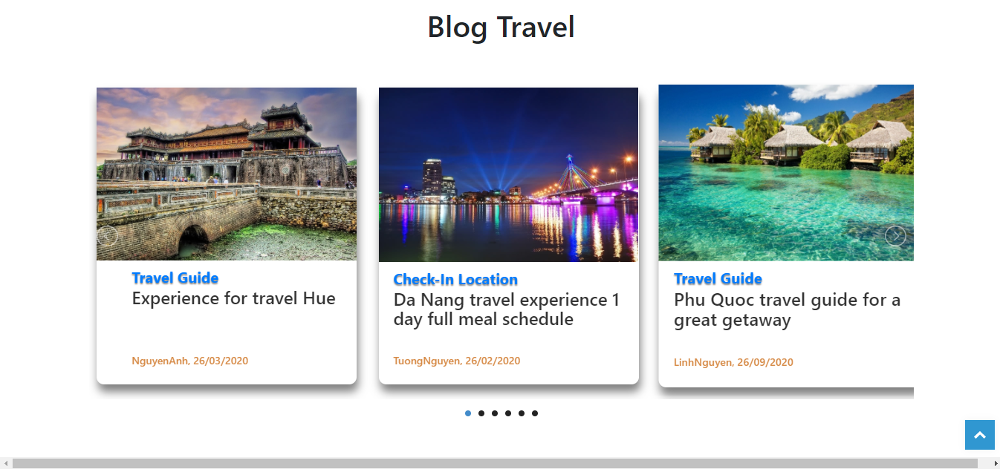 Blog Travel
Travel Guide
Experience for travel Hue
NguyenAnh, 26/03/2020
Check-In Location
Da Nang travel experience 1
day full meal schedule
TuongNguyen, 26/02/2020
Travel Guide
Phu Quoc travel guide for a
great getaway
LinhNguyen, 26/09/2020